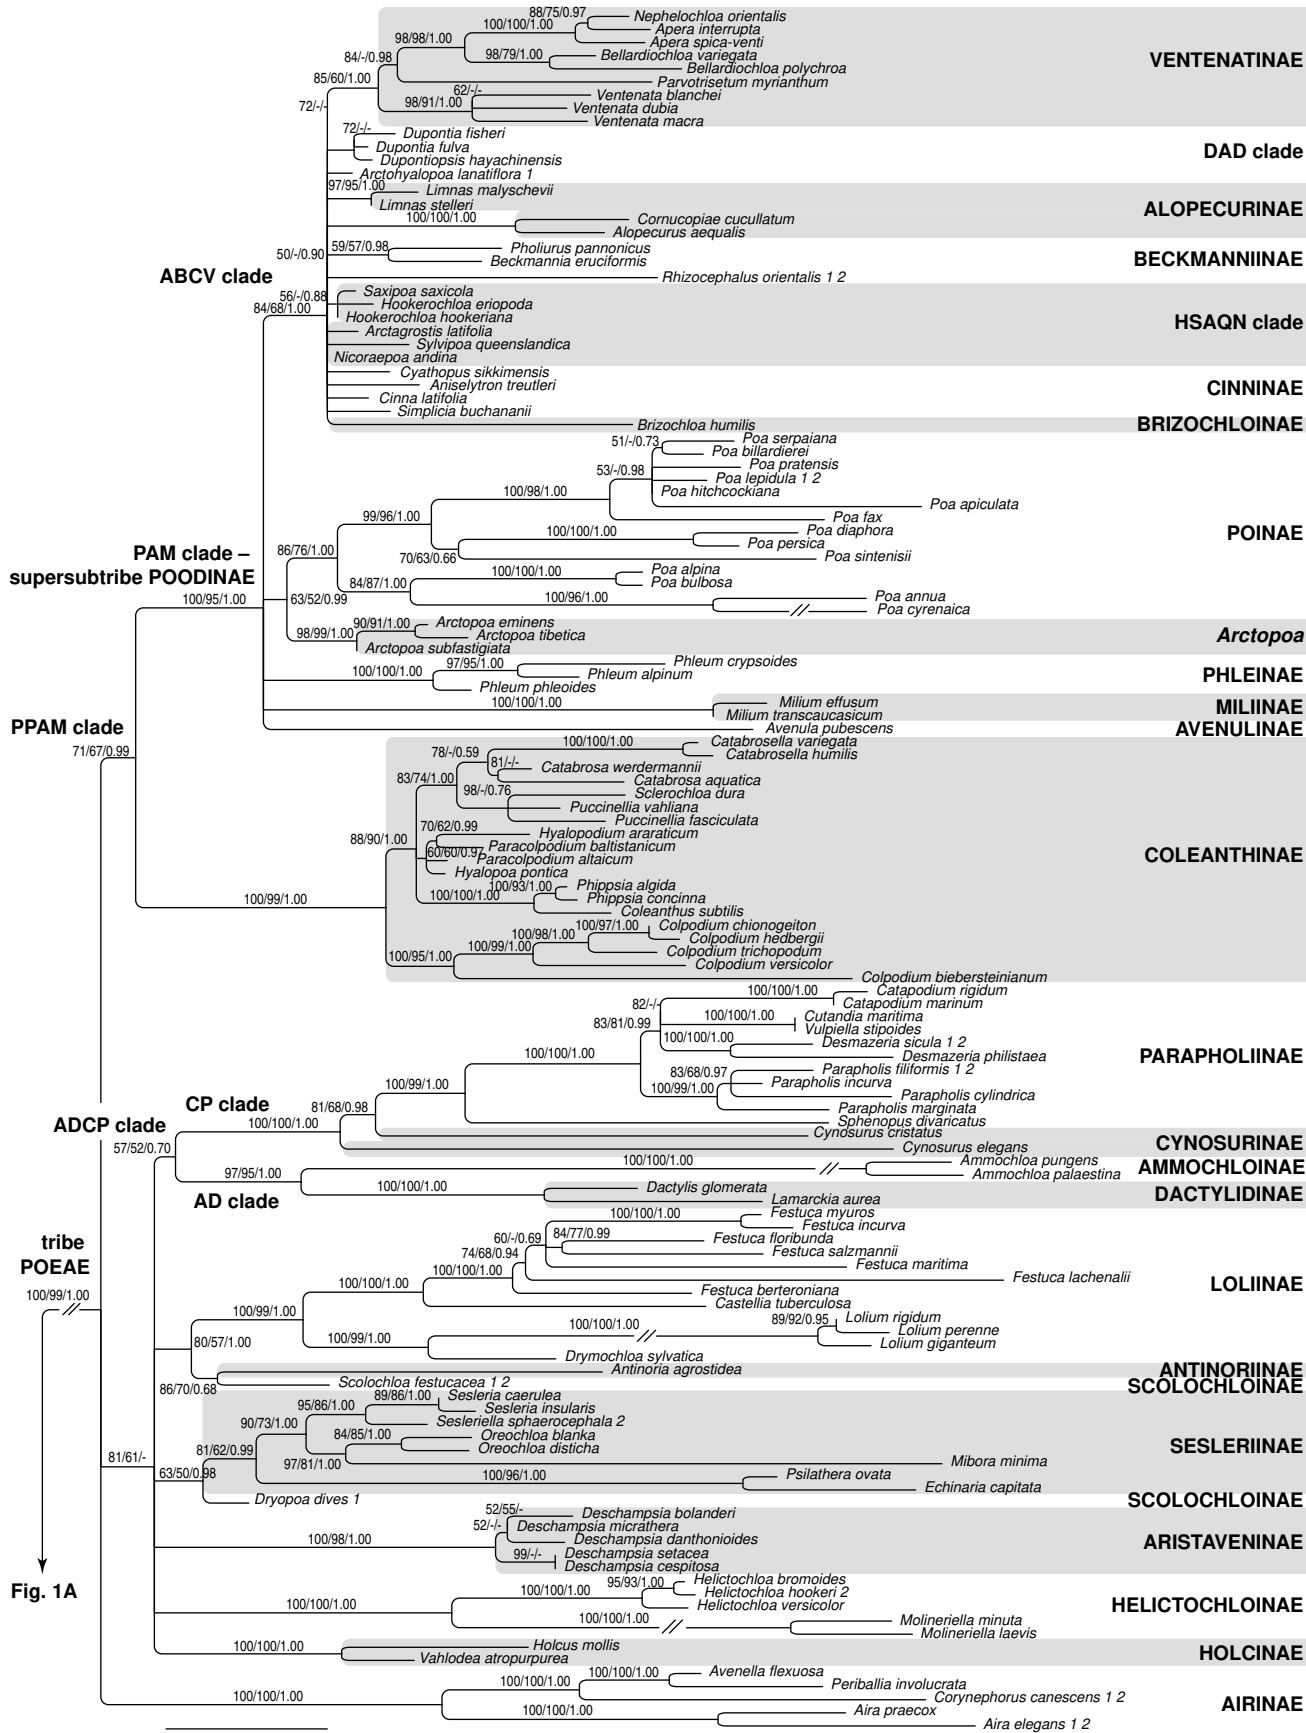 88/75/0.97
Nephelochloa orientalis
100/100/1.00
Apera interrupta
Apera spica-venti
98/98/1.00
84/-/0.98
98/79/1.00
Bellardiochloa variegata
Bellardiochloa polychroa
VENTENATINAE
85/60/1.00
Parvotrisetum myrianthum
62/-/-
Ventenata blanchei
98/91/1.00
Ventenata dubia
Ventenata macra
72/-/-
72/-/-
Dupontia fisheri
Dupontia fulva
Dupontiopsis hayachinensis
DAD clade
Arctohyalopoa lanatiflora 1
97/95/1.00
Limnas malyschevii
Limnas stelleri
ALOPECURINAE
100/100/1.00
Cornucopiae cucullatum
Alopecurus aequalis
50/-/0.90
59/57/0.98
Pholiurus pannonicus
Beckmannia eruciformis
BECKMANNIINAE
ABCV clade
Rhizocephalus orientalis 1 2
56/-/0.88
84/68/1.00
Saxipoa saxicola
Hookerochloa eriopoda
Hookerochloa hookeriana
HSAQN clade
Arctagrostis latifolia
Sylvipoa queenslandica
Nicoraepoa andina
Cyathopus sikkimensis
Aniselytron treutleri
CINNINAE
Cinna latifolia
Simplicia buchananii
Brizochloa humilis
BRIZOCHLOINAE
51/-/0.73
Poa serpaiana
Poa billardierei
53/-/0.98
Poa pratensis
Poa lepidula 1 2
100/98/1.00
Poa hitchcockiana
Poa apiculata
99/96/1.00
Poa fax
100/100/1.00
Poa diaphora
POINAE
Poa persica
86/76/1.00
70/63/0.66
Poa sintenisii
PAM clade –
supersubtribe POODINAE
100/100/1.00
Poa alpina
84/87/1.00
Poa bulbosa
100/95/1.00
63/52/0.99
100/96/1.00
Poa annua
Poa cyrenaica
90/91/1.00
Arctopoa eminens
98/99/1.00
Arctopoa tibetica
Arctopoa
Arctopoa subfastigiata
97/95/1.00
Phleum crypsoides
100/100/1.00
Phleum alpinum
PHLEINAE
Phleum phleoides
100/100/1.00
Milium effusum
MILIINAE
Milium transcaucasicum
PPAM clade
Avenula pubescens
AVENULINAE
71/67/0.99
78/-/0.59
100/100/1.00
Catabrosella variegata
Catabrosella humilis
81/-/-
Catabrosa werdermannii
83/74/1.00
Catabrosa aquatica
98/-/0.76
Sclerochloa dura
Puccinellia vahliana
Puccinellia fasciculata
88/90/1.00
70/62/0.99
Hyalopodium araraticum
60/60/0.97
Paracolpodium baltistanicum
Paracolpodium altaicum
COLEANTHINAE
Hyalopoa pontica
100/99/1.00
100/93/1.00
Phippsia algida
100/100/1.00
Phippsia concinna
Coleanthus subtilis
100/97/1.00
Colpodium chionogeiton
100/98/1.00
Colpodium hedbergii
100/99/1.00
Colpodium trichopodum
100/95/1.00
Colpodium versicolor
Colpodium biebersteinianum
100/100/1.00
Catapodium rigidum
82/-/-
Catapodium marinum
83/81/0.99
100/100/1.00
Cutandia maritima
Vulpiella stipoides
100/100/1.00
Desmazeria sicula 1 2
100/100/1.00
Desmazeria philistaea
PARAPHOLIINAE
83/68/0.97
Parapholis filiformis 1 2
100/99/1.00
100/99/1.00
Parapholis incurva
Parapholis cylindrica
CP clade
Parapholis marginata
81/68/0.98
Sphenopus divaricatus
ADCP clade
100/100/1.00
Cynosurus cristatus
CYNOSURINAE
57/52/0.70
Cynosurus elegans
97/95/1.00
100/100/1.00
Ammochloa pungens
AMMOCHLOINAE
Ammochloa palaestina
AD clade
100/100/1.00
Dactylis glomerata
DACTYLIDINAE
Lamarckia aurea
100/100/1.00
Festuca myuros
Festuca incurva
tribe
POEAE
60/-/0.69
84/77/0.99
Festuca floribunda
74/68/0.94
Festuca salzmannii
100/100/1.00
Festuca maritima
100/100/1.00
Festuca lachenalii
LOLIINAE
100/99/1.00
Festuca berteroniana
100/99/1.00
Castellia tuberculosa
89/92/0.95
Lolium rigidum
100/100/1.00
Lolium perenne
80/57/1.00
100/99/1.00
Lolium giganteum
Drymochloa sylvatica
Antinoria agrostidea
ANTINORIINAE
86/70/0.68
Scolochloa festucacea 1 2
SCOLOCHLOINAE
89/86/1.00
Sesleria caerulea
95/86/1.00
Sesleria insularis
90/73/1.00
Sesleriella sphaerocephala 2
84/85/1.00
Oreochloa blanka
81/62/0.99
Oreochloa disticha
SESLERIINAE
81/61/-
97/81/1.00
Mibora minima
63/50/0.98
100/96/1.00
Psilathera ovata
Echinaria capitata
Dryopoa dives 1
SCOLOCHLOINAE
52/55/-
Deschampsia bolanderi
52/-/-
Deschampsia micrathera
100/98/1.00
Deschampsia danthonioides
ARISTAVENINAE
99/-/-
Deschampsia setacea
Deschampsia cespitosa
Fig. 1A
95/93/1.00
Helictochloa bromoides
100/100/1.00
Helictochloa hookeri 2
Helictochloa versicolor
HELICTOCHLOINAE
100/100/1.00
100/100/1.00
Molineriella minuta
Molineriella laevis
100/100/1.00
Holcus mollis
HOLCINAE
Vahlodea atropurpurea
100/100/1.00
Avenella flexuosa
100/100/1.00
Periballia involucrata
100/100/1.00
Corynephorus canescens 1 2
AIRINAE
100/100/1.00
Aira praecox
Aira elegans 1 2